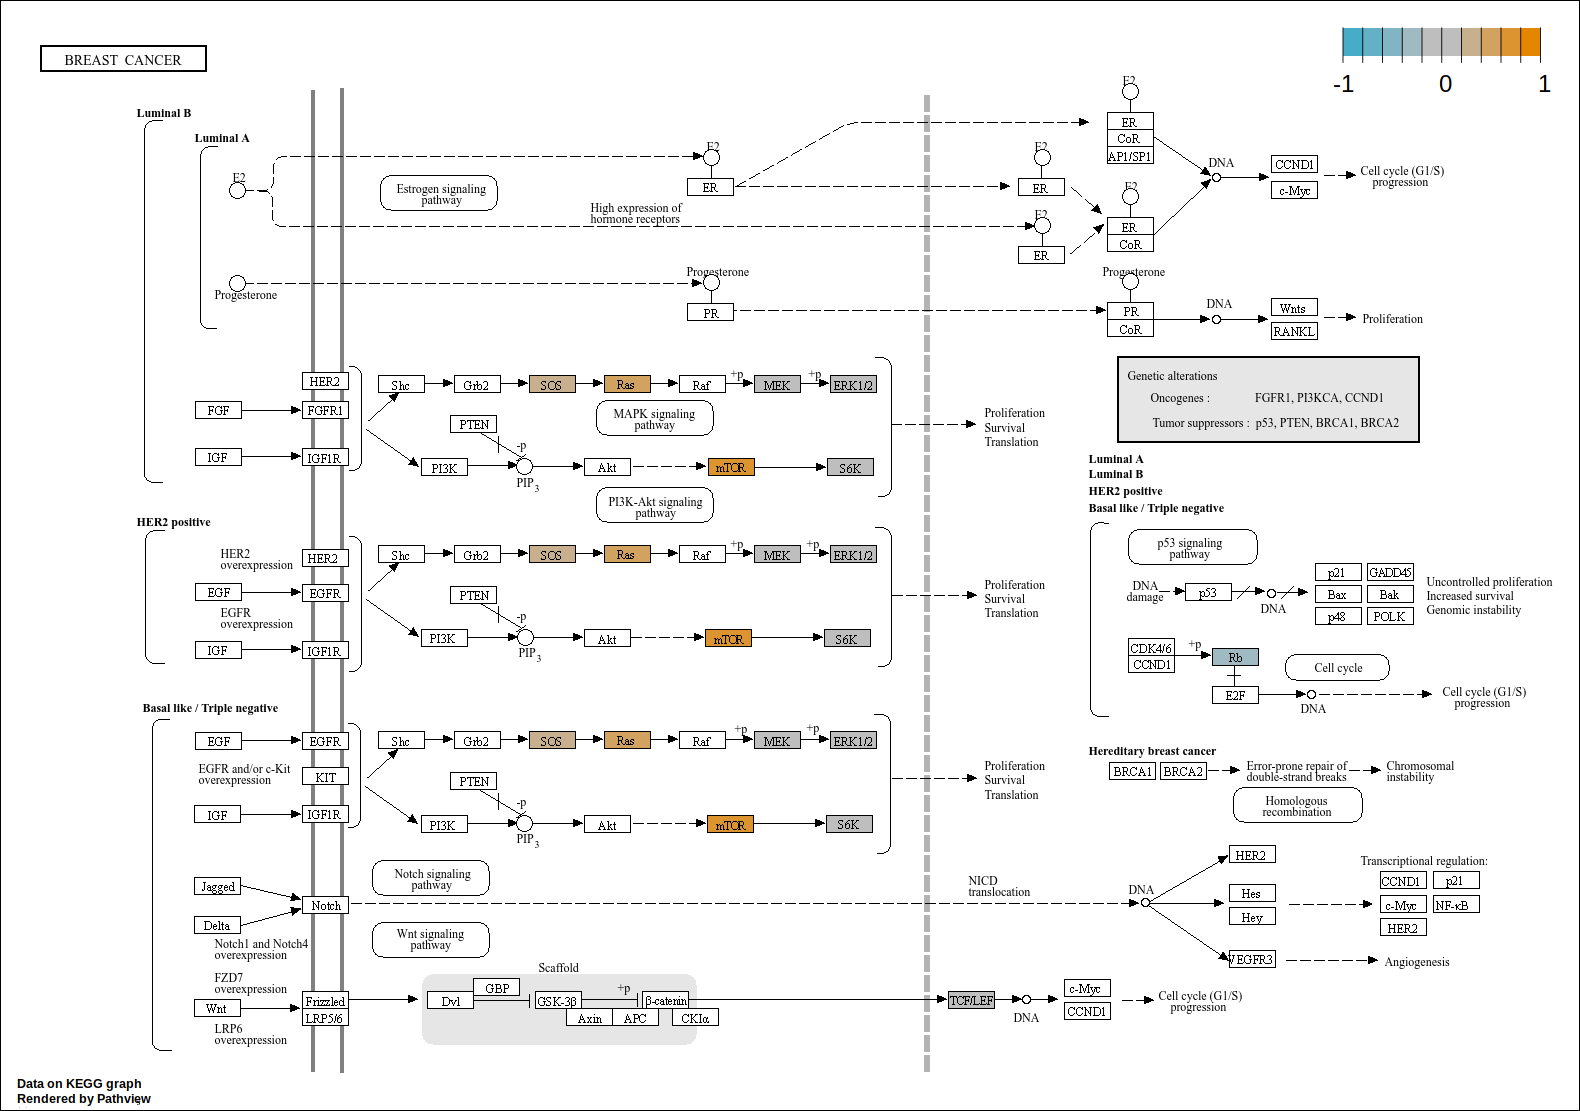 BREAST CANCER
-1 0 1
Luminal B
Luminal A
E2
E2
Estrogen signaling
pathway
High expression of
hormone receptors
ER
E2
ER
E2
ER
E2
ER
CoR
AP1/SP1
E2
ER
CoR
DNA
CCND1
c-Myc
Cell cycle (G1/S)
progression
Progesterone
Progesterone
PR
Progesterone
PR
CoR
DNA
Wnts
RANKL
Proliferation
HER2
FGF
FGFR1
IGF
IGF1R
Shc
Grb2
SOS
Ras
Raf
+p
MEK
+p
ERK1/2
MAPK signaling
pathway
PTEN
-p
PI3K
PIP3
Akt
mTOR
S6K
PI3K-Akt signaling
pathway
Proliferation
Survival
Translation
Genetic alterations
Oncogenes : FGFR1, PI3KCA, CCND1
Tumor suppressors : p53, PTEN, BRCA1, BRCA2
HER2 positive
HER2
overexpression
HER2
EGF
EGFR
EGFR
overexpression
IGF
IGF1R
Shc
Grb2
SOS
Ras
Raf
+p
MEK
+p
ERK1/2
PTEN
-p
PI3K
PIP3
Akt
mTOR
S6K
Proliferation
Survival
Translation
Luminal A
Luminal B
HER2 positive
Basal like / Triple negative
p53 signaling
pathway
DNA
damage
p53
DNA
p21
GADD45
Bax
Bak
p48
POLK
Uncontrolled proliferation
Increased survival
Genomic instability
CDK4/6
CCND1
+p
Rb
E2F
Cell cycle
DNA
Cell cycle (G1/S)
progression
Basal like / Triple negative
EGF
EGFR
EGFR and/or c-Kit
overexpression
KIT
IGF
IGF1R
Shc
Grb2
SOS
Ras
Raf
+p
MEK
+p
ERK1/2
PTEN
-p
PI3K
PIP3
Akt
mTOR
S6K
Proliferation
Survival
Translation
Hereditary breast cancer
BRCA1
BRCA2
Error-prone repair of
double-strand breaks
Chromosomal
instability
Homologous
recombination
Jagged
Delta
Notch
Notch signaling
pathway
Notch1 and Notch4
overexpression
NICD
translocation
DNA
HER2
Hes
Hey
VEGFR3
Transcriptional regulation:
CCND1
p21
c-Myc
NF-κB
HER2
Angiogenesis
Wnt signaling
pathway
FZD7
overexpression
Wnt
Frizzled
LRP5/6
LRP6
overexpression
Scaffold
Dvl
GBP
GSK-3β
+p
β-catenin
Axin
APC
CKIα
TCF/LEF
DNA
c-Myc
CCND1
Cell cycle (G1/S)
progression
Data on KEGG graph
Rendered by Pathview